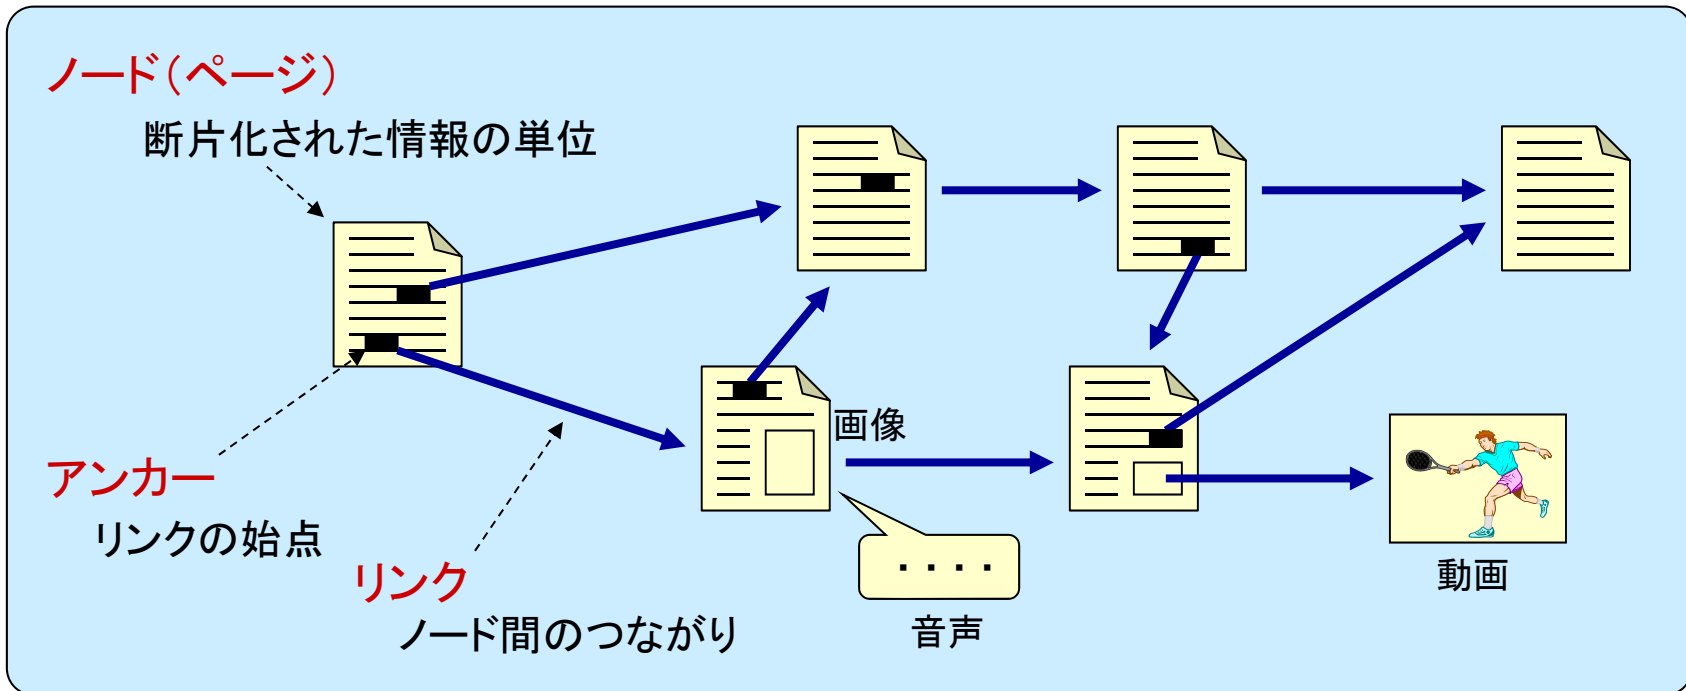 ノード(ページ)
断片化された情報の単位
画像
アンカー
リンクの始点
リンク
ノード間のつながり
・・・・
音声
動画